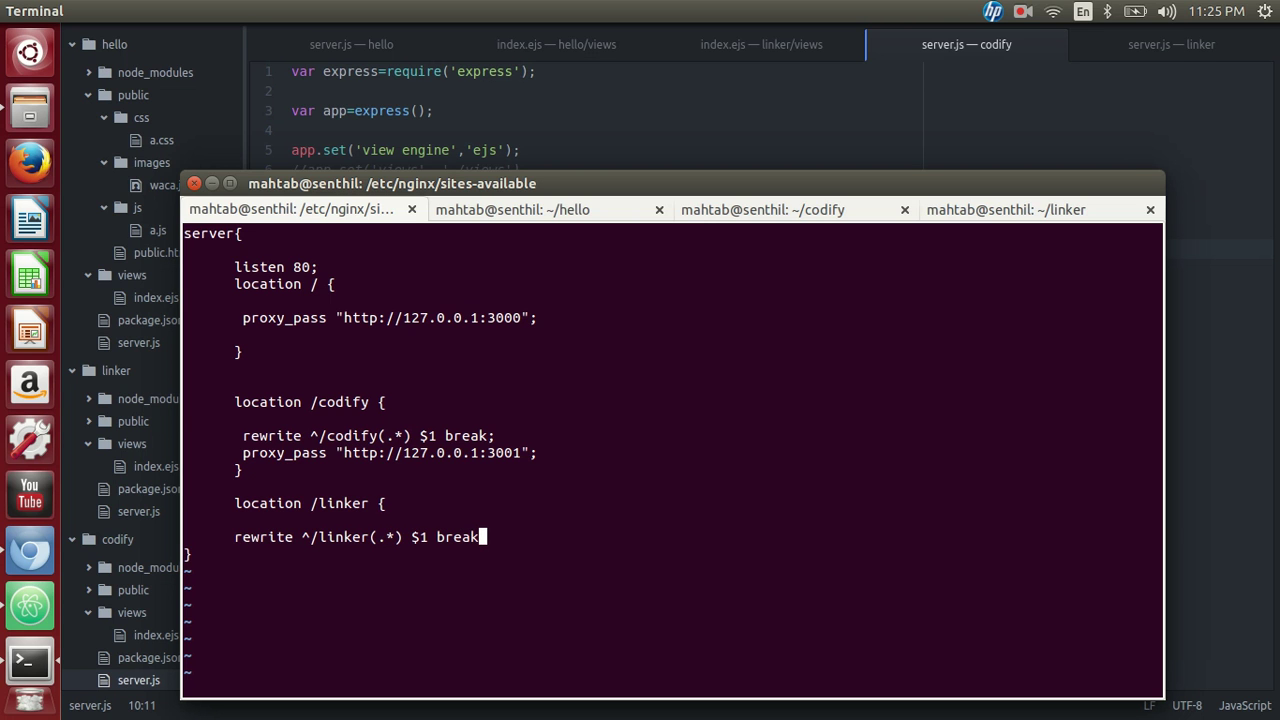 Terminal
hp
En
11:25 PM
hello
node_modules
public
css
a.css
images
waca.
js
a.js
public.ht
views
index.ejs
package.json
server.js
linker
node_modu
public
views
index.ejs
package.json
server.js
codify
node_modu
public
views
index.ejs
package.json
server.js
server.js — hello
index.ejs — hello/views
index.ejs — linker/views
server.js — codify
server.js — linker
1 var express=require('express');
2
3 var app=express();
4
5 app.set('view engine','ejs');
mahtab@senthil: /etc/nginx/sites-available
mahtab@senthil: /etc/nginx/si...
mahtab@senthil: ~/hello
mahtab@senthil: ~/codify
mahtab@senthil: ~/linker
server{
listen 80;
location / {
proxy_pass "http://127.0.0.1:3000";
}
location /codify {
rewrite ^/codify(.*) $1 break;
proxy_pass "http://127.0.0.1:3001";
}
location /linker {
rewrite ^/linker(.*) $1 break
}
~
~
~
~
~
~
~
a
You
Tube
>_
server.js
10:11
LF
UTF-8
JavaScript